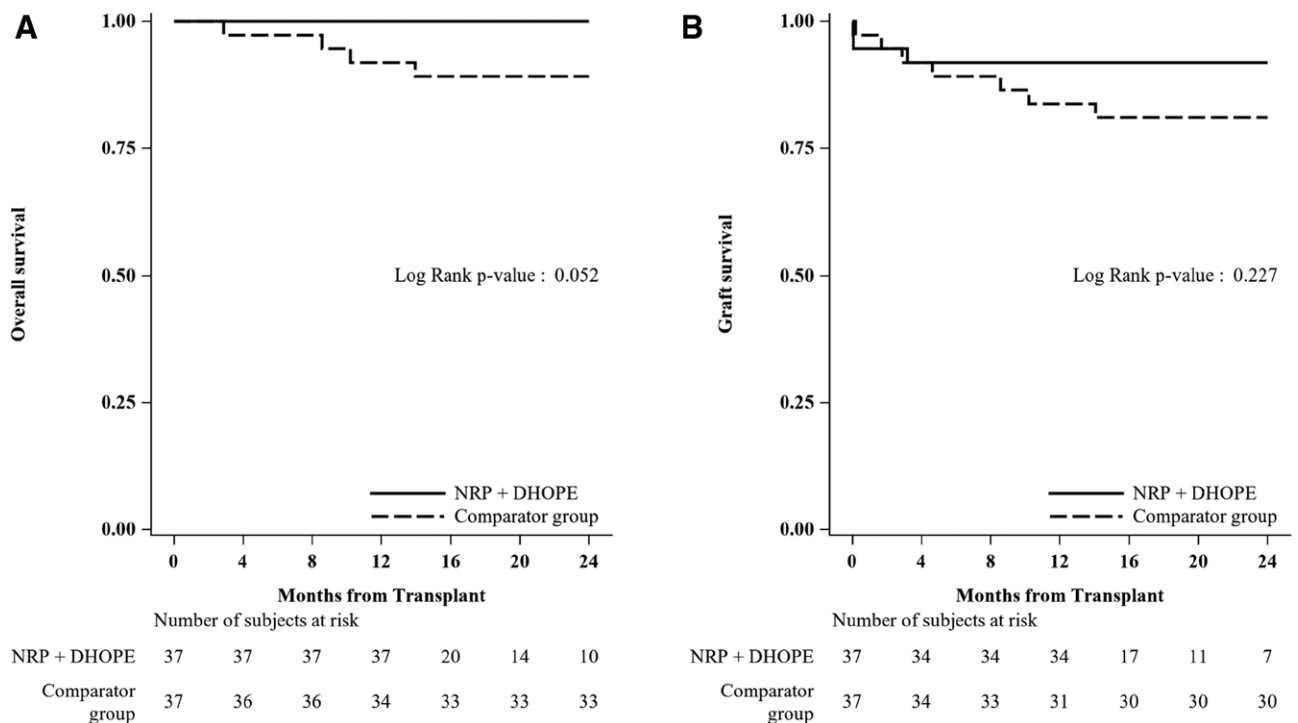 A
1.00
0.75
0.50
0.25
0.00
Overall survival
Log Rank p-value : 0.052
NRP + DHOPE
Comparator group
0 4 8 12 16 20 24
Months from Transplant
Number of subjects at risk
NRP + DHOPE 37 37 37 37 20 14 10
Comparator
group 37 36 36 34 33 33 33
B
1.00
0.75
0.50
0.25
0.00
Graft survival
Log Rank p-value : 0.227
NRP + DHOPE
Comparator group
0 4 8 12 16 20 24
Months from Transplant
Number of subjects at risk
NRP + DHOPE 37 34 34 34 17 11 7
Comparator
group 37 34 33 31 30 30 30